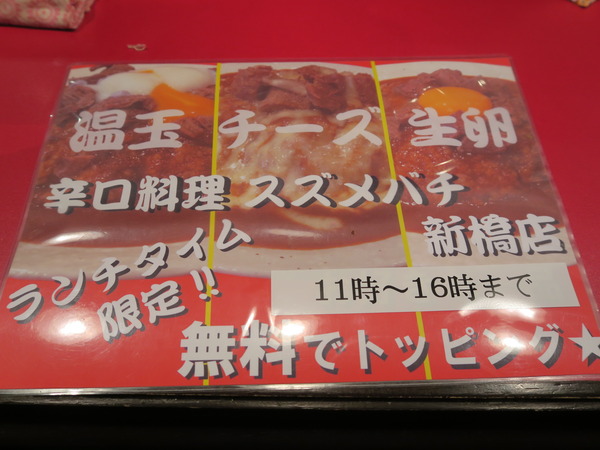 温玉 チーズ 生卵
辛口料理 スズメバチ
新橋店
ランチタイム
限定!!
11時〜16時まで
無料でトッピング★